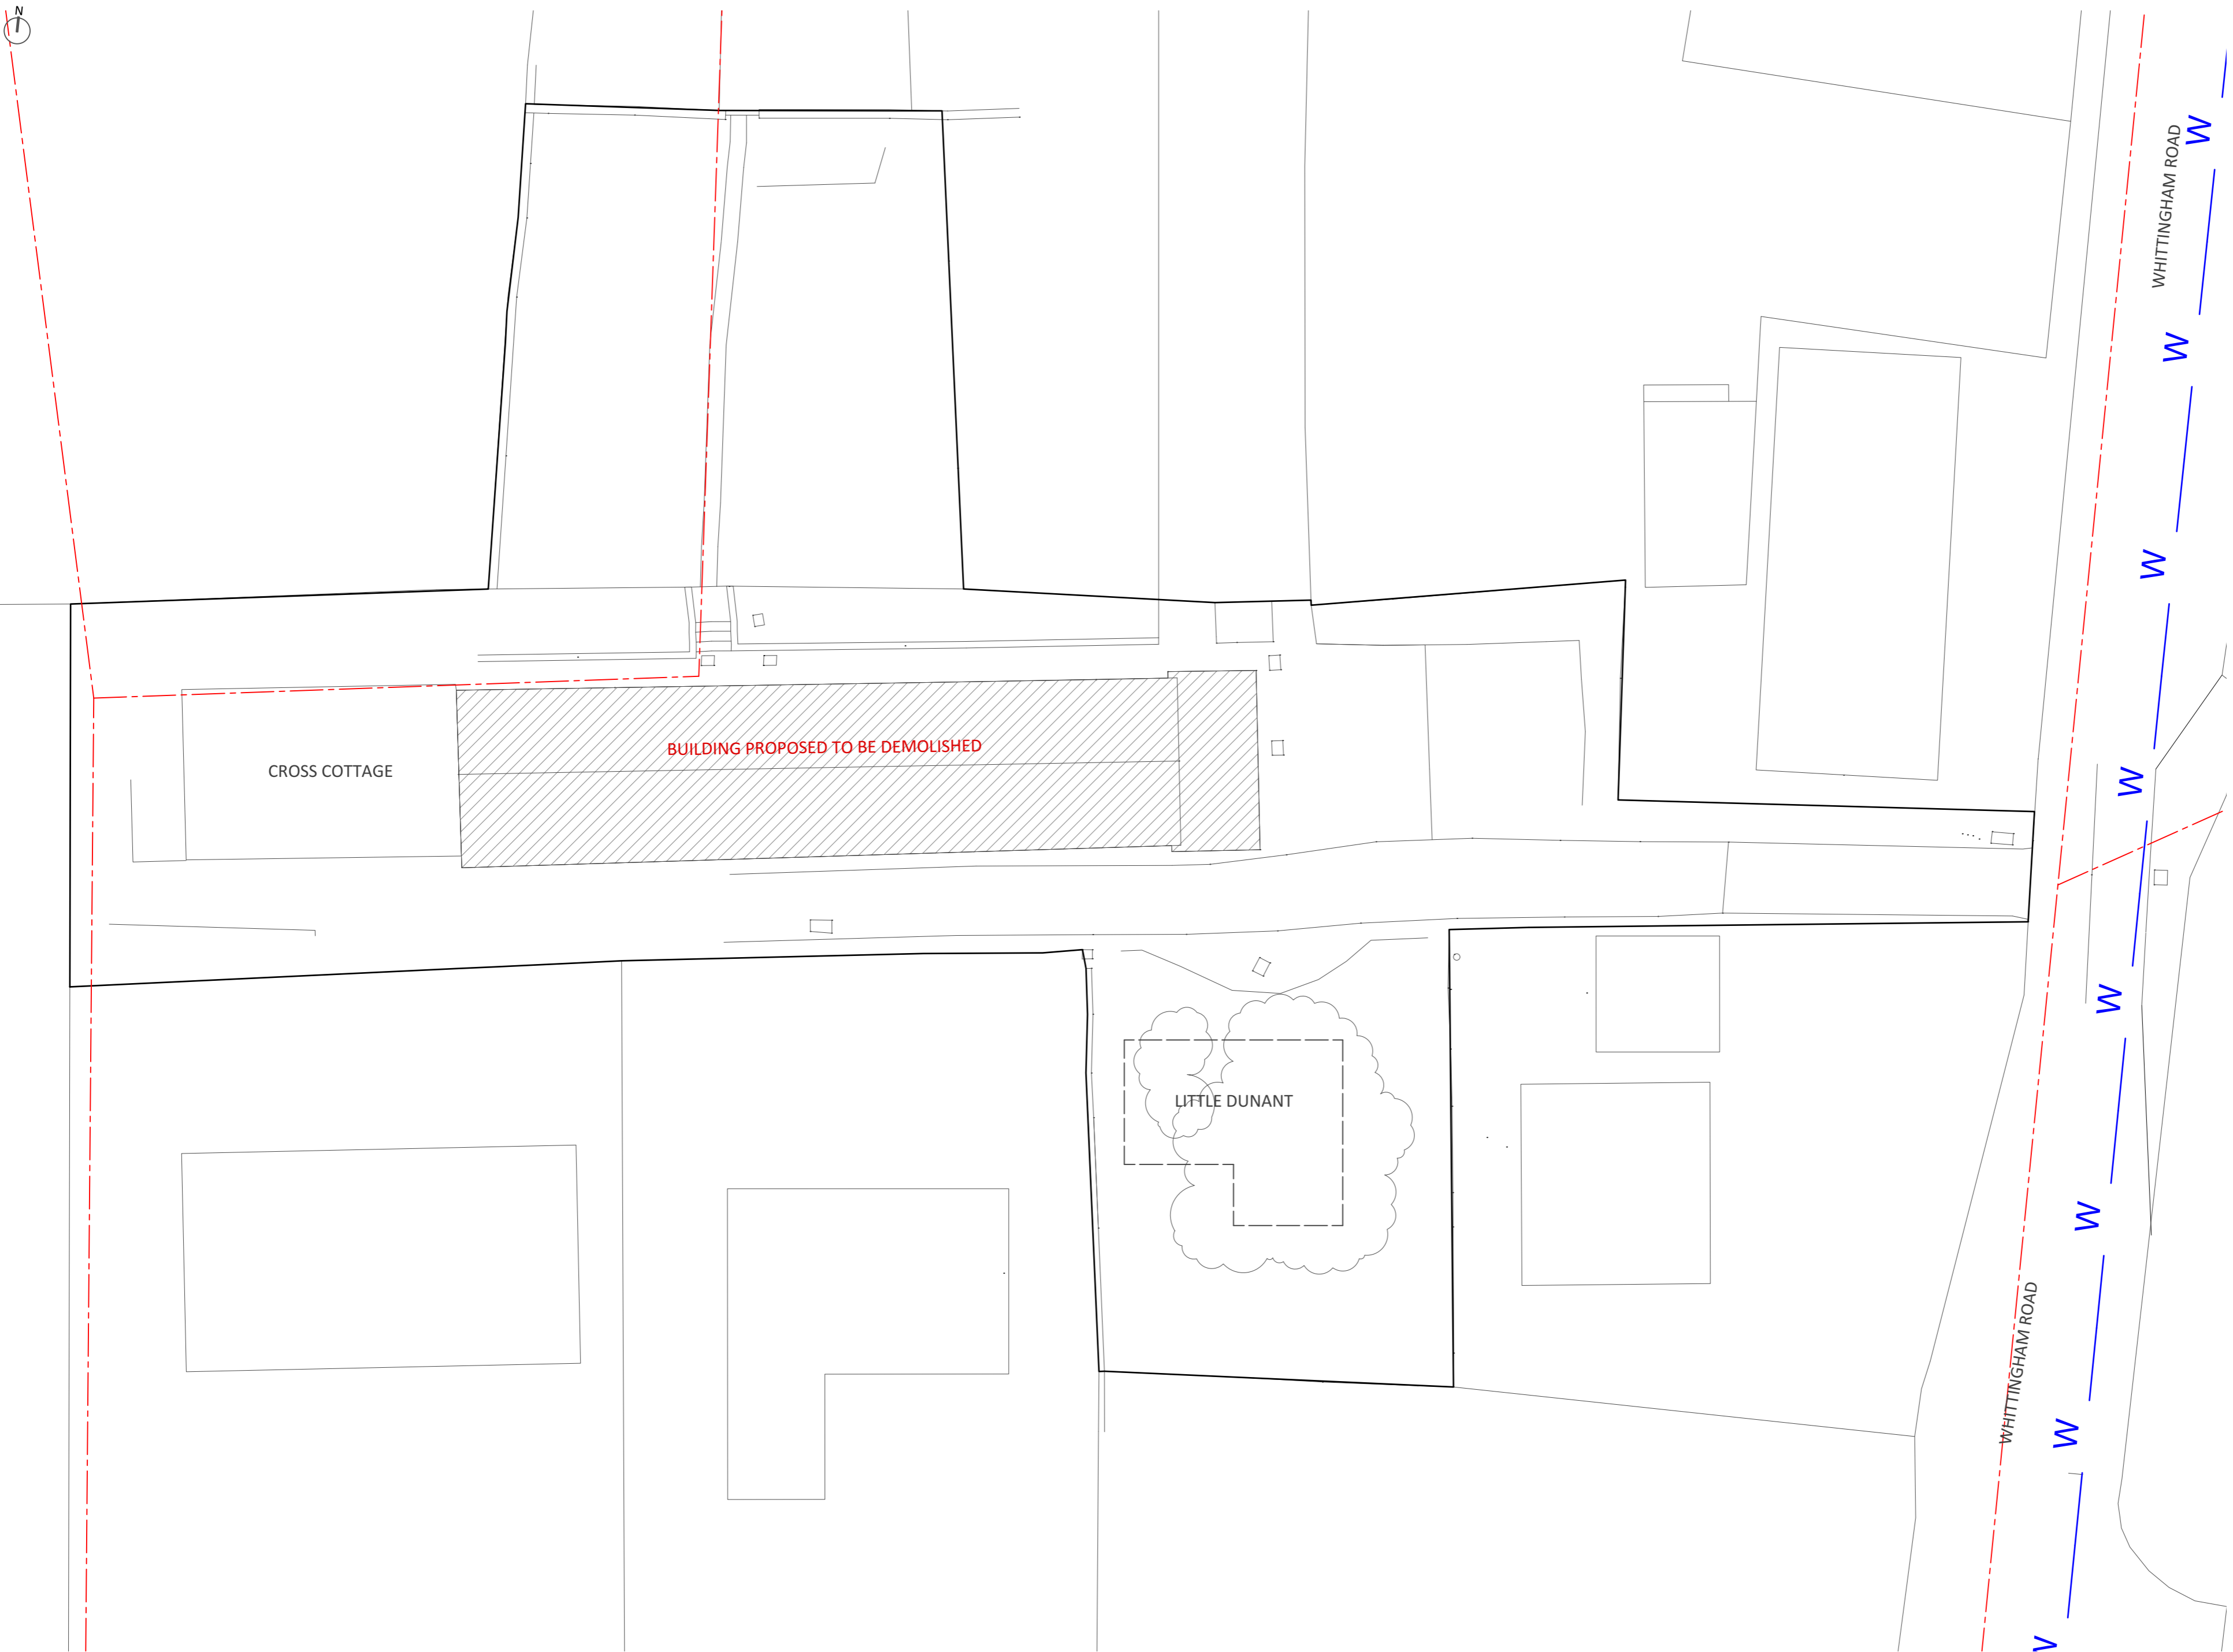 N
WHITTINGHAM ROAD
W
W
W
BUILDING PROPOSED TO BE DEMOLISHED
CROSS COTTAGE
W
W
LITTLE DUNANT
W
WHITTINGHAM ROAD
W
W